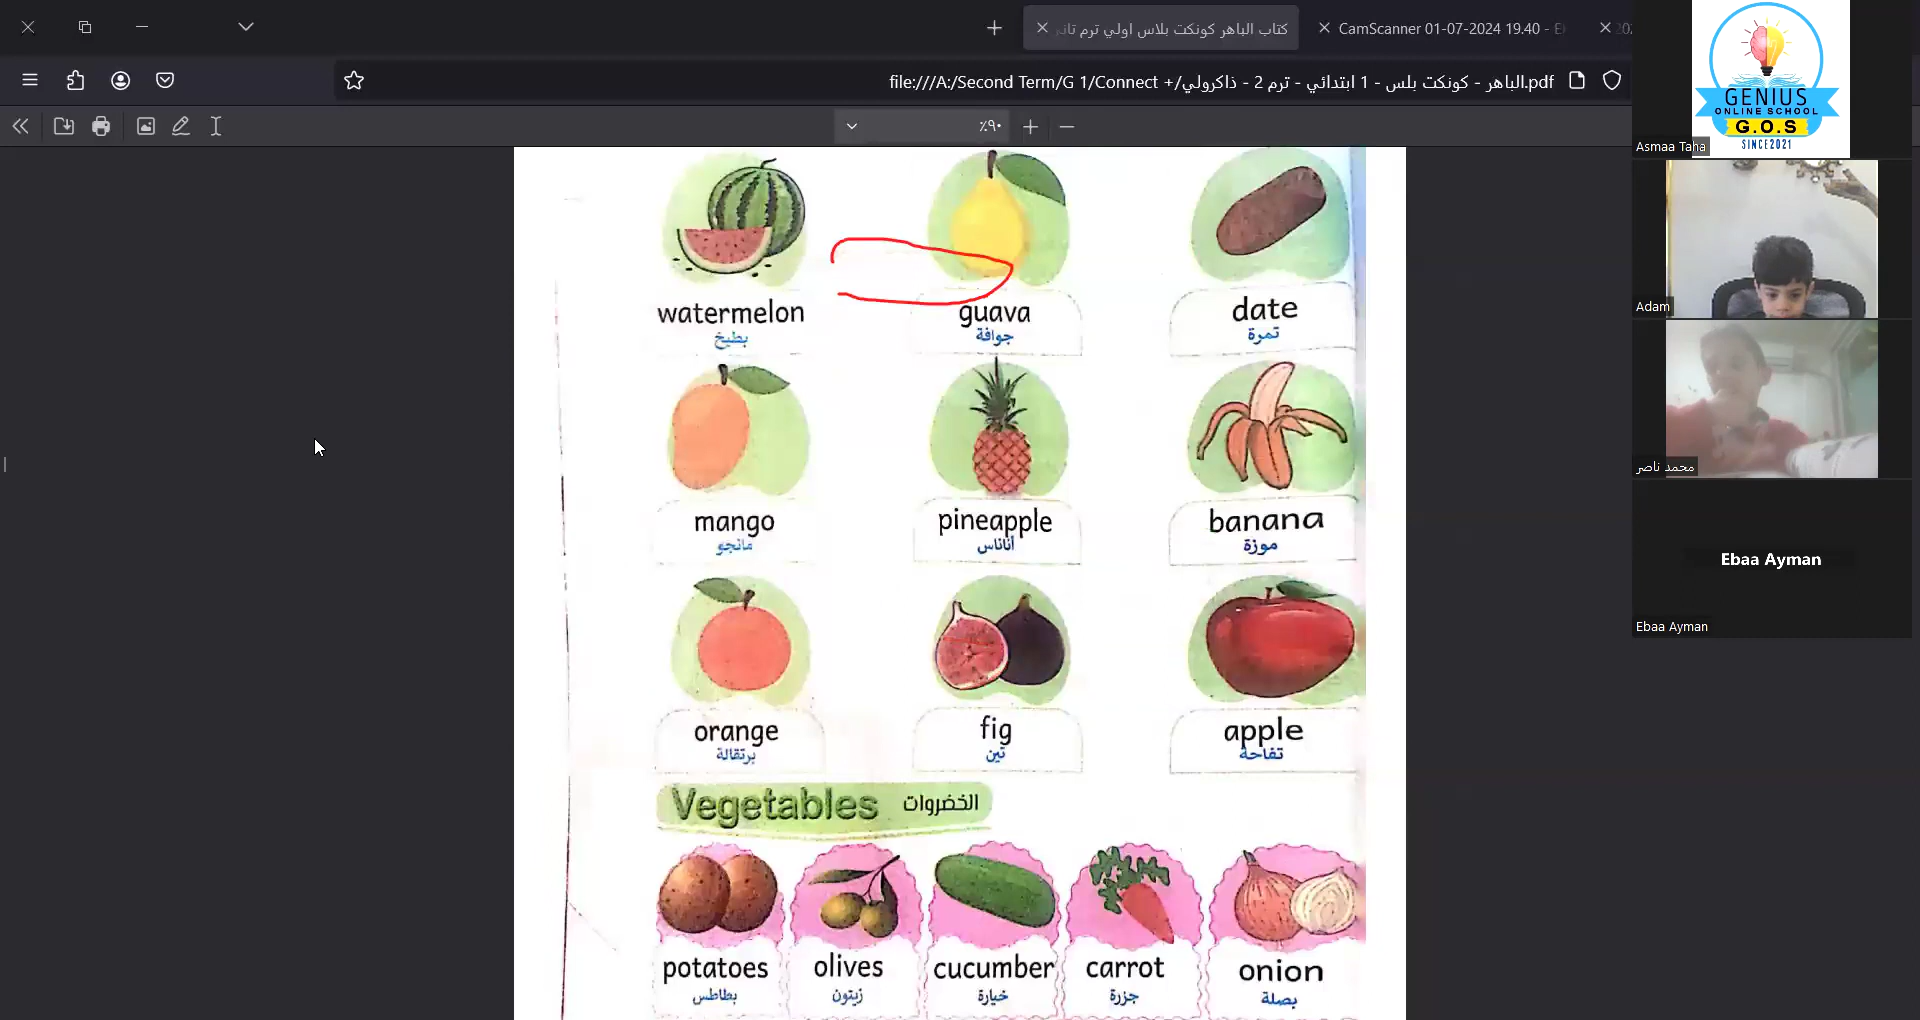 كتاب الباهر كونكت بلاس اولي ترم تاني
CamScanner 01-07-2024 19.40 - E
file:///A:/Second Term/G 1/Connect +/الباهر - كونكت بلس - 1 ابتدائي - ترم 2 - ذاكرولي.pdf
٪٩٠
GENIUS
ONLINE SCHOOL
G.O.S
SINCE2021
Asmaa Taha
Adam
محمد ناصر
Ebaa Ayman
Ebaa Ayman
watermelon
بطيخ
guava
جوافة
date
تمرة
mango
مانجو
pineapple
أناناس
banana
موزة
orange
برتقالة
fig
تين
apple
تفاحة
Vegetables الخضروات
potatoes
بطاطس
olives
زيتون
cucumber
خيارة
carrot
جزرة
onion
بصلة